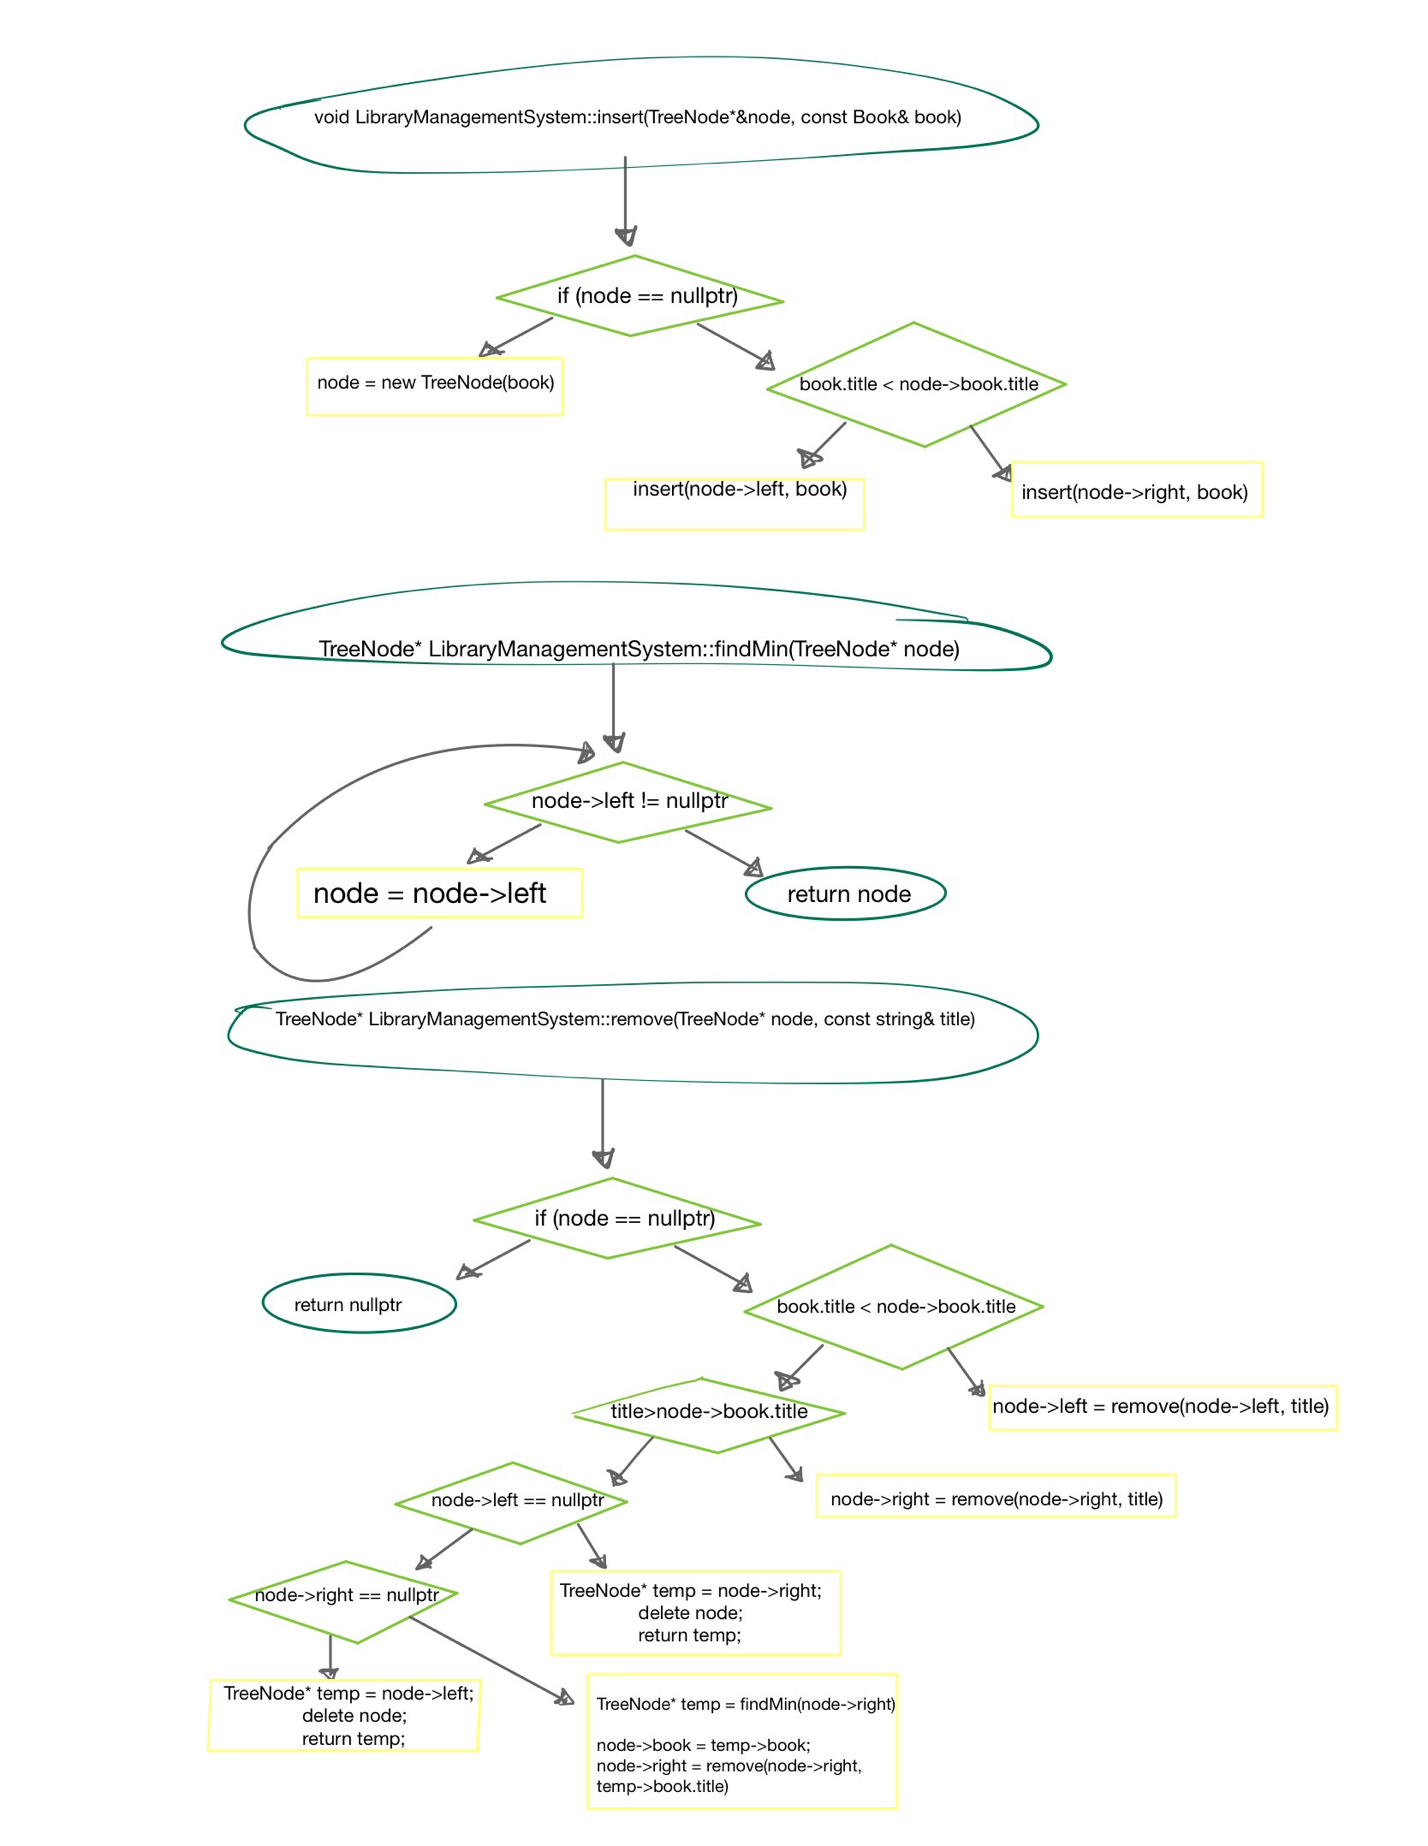 void LibraryManagementSystem::insert(TreeNode*&node, const Book& book)
if (node == nullptr)
node = new TreeNode(book)
book.title < node->book.title
insert(node->left, book)
insert(node->right, book)
TreeNode* LibraryManagementSystem::findMin(TreeNode* node)
node->left != nullptr
node = node->left
return node
TreeNode* LibraryManagementSystem::remove(TreeNode* node, const string& title)
if (node == nullptr)
return nullptr
book.title < node->book.title
node->left = remove(node->left, title)
title>node->book.title
node->right = remove(node->right, title)
node->left == nullptr
TreeNode* temp = node->right;
delete node;
return temp;
node->right == nullptr
TreeNode* temp = node->left;
delete node;
return temp;
TreeNode* temp = findMin(node->right)
node->book = temp->book;
node->right = remove(node->right,
temp->book.title)